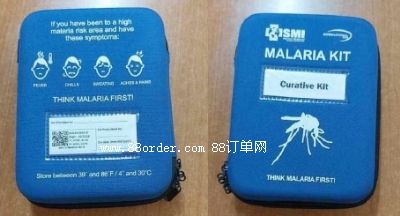 If you have been to a high
malaria risk area and have
these symptoms:
FEVER
CHILLS
SWEATING
ACHES & PAINS
THINK MALARIA FIRST!
Store between 39° and 86°F / 4° and 30°C
ISMI
MALARIA KIT
Curative Kit
THINK MALARIA FIRST!
www.88order.com 88订单网